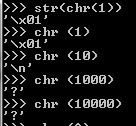 >>> str(chr(1))
'\x01'
>>> chr (1)
'\x01'
>>> chr (10)
'\n'
>>> chr (1000)
'?'
>>> chr (10000)
'?'